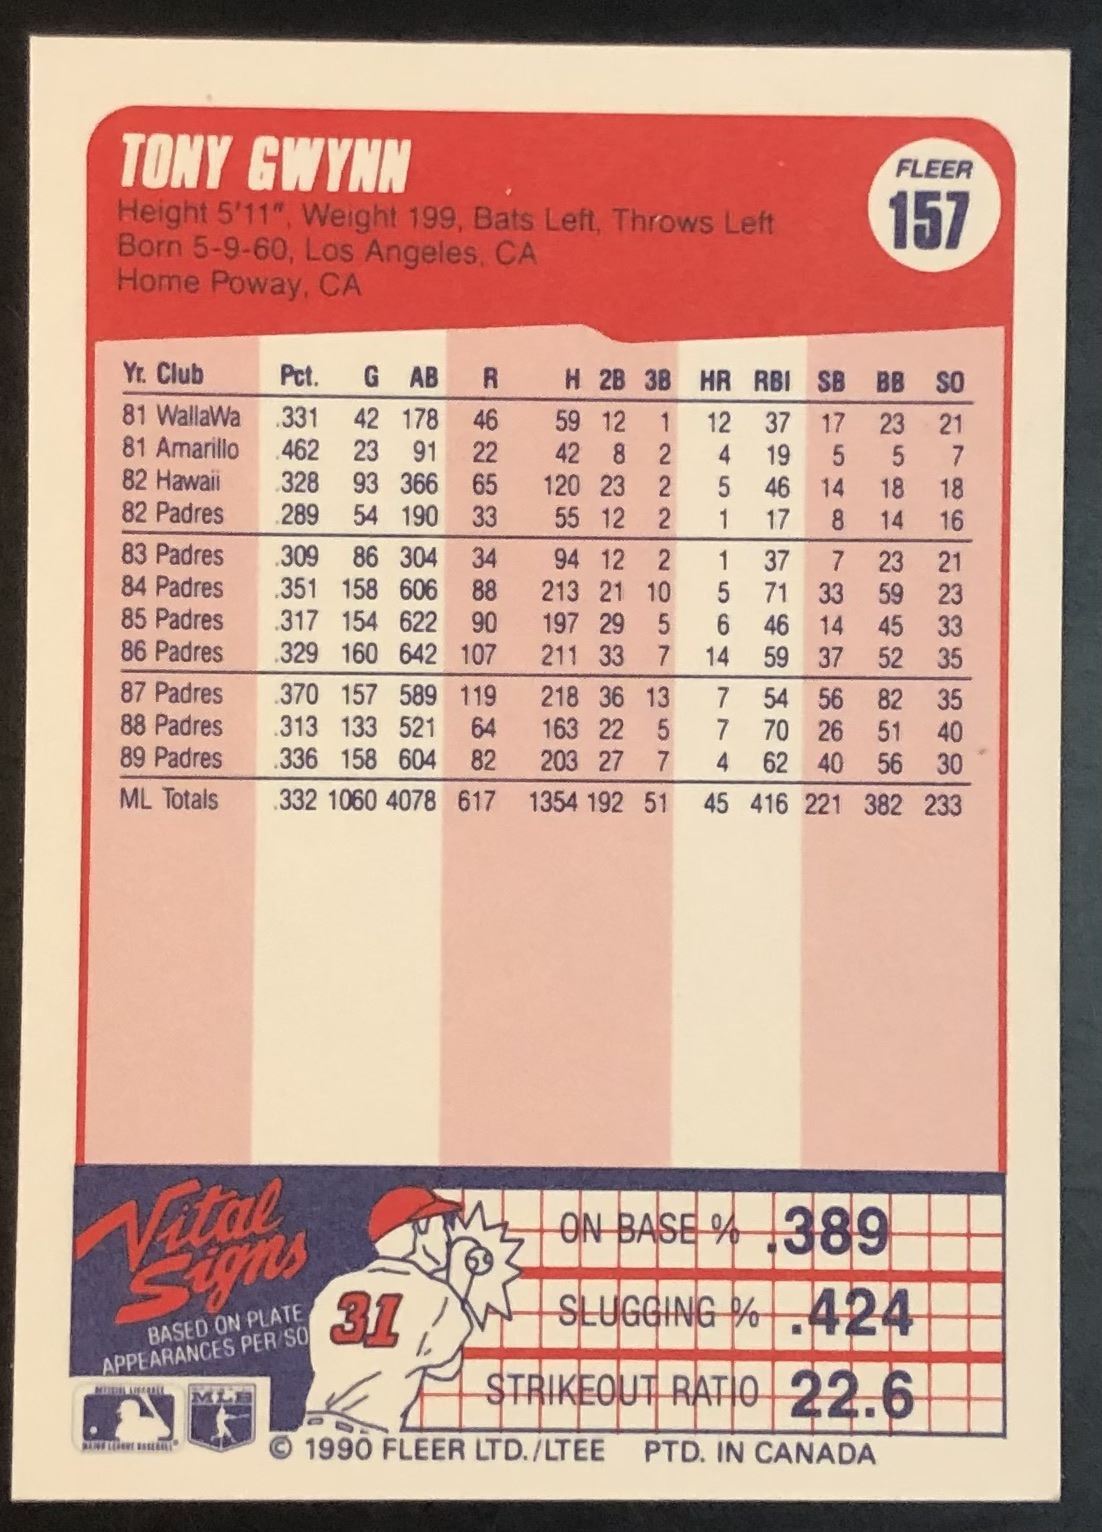 TONY GWYNN
FLEER
157
Height 5'11", Weight 199, Bats Left, Throws Left
Born 5-9-60, Los Angeles, CA
Home Poway, CA
Yr. Club Pct. G AB R H 2B 3B HR RBI SB BB SO
81 WallaWa .331 42 178 46 59 12 1 12 37 17 23 21
81 Amarillo .462 23 91 22 42 8 2 4 19 5 5 7
82 Hawaii .328 93 366 65 120 23 2 5 46 14 18 18
82 Padres .289 54 190 33 55 12 2 1 17 8 14 16
83 Padres .309 86 304 34 94 12 2 1 37 7 23 21
84 Padres .351 158 606 88 213 21 10 5 71 33 59 23
85 Padres .317 154 622 90 197 29 5 6 46 14 45 33
86 Padres .329 160 642 107 211 33 7 14 59 37 52 35
87 Padres .370 157 589 119 218 36 13 7 54 56 82 35
88 Padres .313 133 521 64 163 22 5 7 70 26 51 40
89 Padres .336 158 604 82 203 27 7 4 62 40 56 30
ML Totals .332 1060 4078 617 1354 192 51 45 416 221 382 233
Vital
Signs
BASED ON PLATE
APPEARANCES PER/SO
31
ON BASE % .389
SLUGGING % .424
STRIKEOUT RATIO 22.6
MLB
MAJOR LEAGUE BASEBALL
© 1990 FLEER LTD./LTEE PTD. IN CANADA